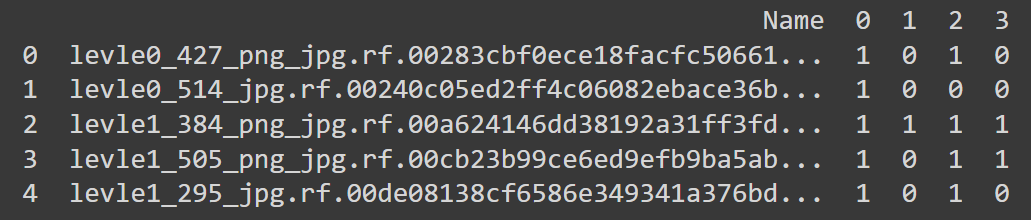 Name 0 1 2 3
0 levle0_427_png_jpg.rf.00283cbf0ece18facfc50661... 1 0 1 0
1 levle0_514_jpg.rf.00240c05ed2ff4c06082ebace36b... 1 0 0 0
2 levle1_384_png_jpg.rf.00a624146dd38192a31ff3fd... 1 1 1 1
3 levle1_505_png_jpg.rf.00cb23b99ce6ed9efb9ba5ab... 1 0 1 1
4 levle1_295_jpg.rf.00de08138cf6586e349341a376bd... 1 0 1 0